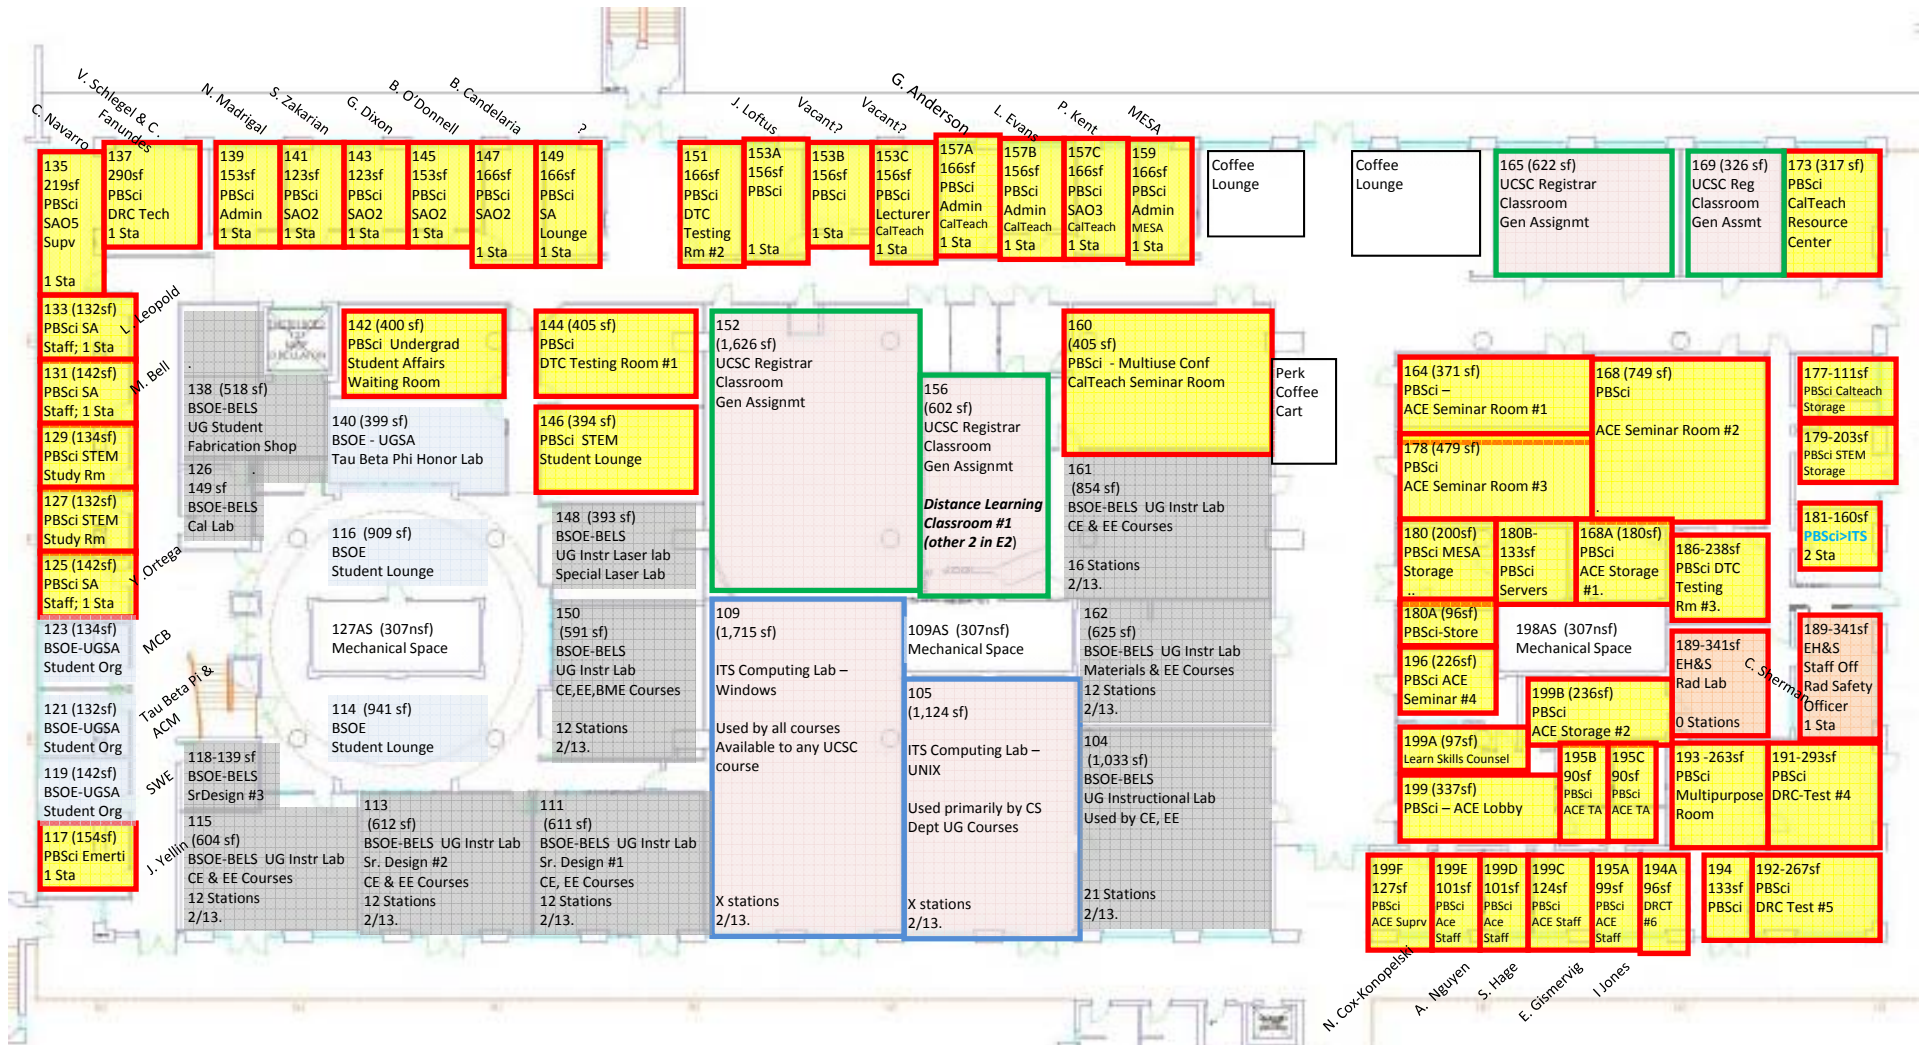 V. Schlegel & C.
Fanundes
C. Navarro
N. Madrigal
S. Zakarian
G. Dixon
B. O'Donnell
B. Candelaria
?
J. Loftus
Vacant?
Vacant?
G. Anderson
L. Evans
P. Kent
MESA
135
219sf
PBSci
SAO5
Supv
1 Sta
137
290sf
PBSci
DRC Tech
1 Sta
139
153sf
PBSci
Admin
1 Sta
141
123sf
PBSci
SAO2
1 Sta
143
123sf
PBSci
SAO2
1 Sta
145
153sf
PBSci
SAO2
1 Sta
147
166sf
PBSci
SAO2
1 Sta
149
166sf
PBSci
SA
Lounge
1 Sta
151
166sf
PBSci
DTC
Testing
Rm #2
153A
156sf
PBSci
1 Sta
153B
156sf
PBSci
1 Sta
153C
156sf
PBSci
Lecturer
CalTeach
1 Sta
157A
166sf
PBSci
Admin
CalTeach
1 Sta
157B
156sf
PBSci
Admin
CalTeach
1 Sta
157C
166sf
PBSci
SAO3
CalTeach
1 Sta
159
166sf
PBSci
Admin
MESA
1 Sta
Coffee
Lounge
Coffee
Lounge
165 (622 sf)
UCSC Registrar
Classroom
Gen Assignmt
169 (326 sf)
UCSC Reg
Classroom
Gen Assmt
173 (317 sf)
PBSci
CalTeach
Resource
Center
133 (132sf)
PBSci SA
Staff; 1 Sta
L. Leopold
131 (142sf)
PBSci SA
Staff; 1 Sta
M. Bell
129 (134sf)
PBSci STEM
Study Rm
127 (132sf)
PBSci STEM
Study Rm
125 (142sf)
PBSci SA
Staff; 1 Sta
Y .Ortega
123 (134sf)
BSOE-UGSA
Student Org
MCB
121 (132sf)
BSOE-UGSA
Student Org
Tau Beta Pi &
ACM
119 (142sf)
BSOE-UGSA
Student Org
SWE
117 (154sf)
PBSci Emerti
1 Sta
J. Yellin
.
138 (518 sf)
BSOE-BELS
UG Student
Fabrication Shop
.
126
149 sf
BSOE-BELS
Cal Lab
142 (400 sf)
PBSci Undergrad
Student Affairs
Waiting Room
140 (399 sf)
BSOE - UGSA
Tau Beta Phi Honor Lab
144 (405 sf)
PBSci
DTC Testing Room #1
146 (394 sf)
PBSci STEM
Student Lounge
116 (909 sf)
BSOE
Student Lounge
127AS (307nsf)
Mechanical Space
114 (941 sf)
BSOE
Student Lounge
148 (393 sf)
BSOE-BELS
UG Instr Laser lab
Special Laser Lab
150
(591 sf)
BSOE-BELS
UG Instr Lab
CE,EE,BME Courses
12 Stations
2/13.
118-139 sf
BSOE-BELS
SrDesign #3
115
(604 sf)
BSOE-BELS UG Instr Lab
CE & EE Courses
12 Stations
2/13.
113
(612 sf)
BSOE-BELS UG Instr Lab
Sr. Design #2
CE & EE Courses
12 Stations
2/13.
111
(611 sf)
BSOE-BELS UG Instr Lab
Sr. Design #1
CE, EE Courses
12 Stations
2/13.
152
(1,626 sf)
UCSC Registrar
Classroom
Gen Assignmt
156
(602 sf)
UCSC Registrar
Classroom
Gen Assignmt
Distance Learning
Classroom #1
(other 2 in E2)
160
(405 sf)
PBSci - Multiuse Conf
CalTeach Seminar Room
Perk
Coffee
Cart
161
(854 sf)
BSOE-BELS UG Instr Lab
CE & EE Courses
16 Stations
2/13.
109
(1,715 sf)
ITS Computing Lab –
Windows
Used by all courses
Available to any UCSC
course
X stations
2/13.
109AS (307nsf)
Mechanical Space
105
(1,124 sf)
ITS Computing Lab –
UNIX
Used primarily by CS
Dept UG Courses
X stations
2/13.
162
(625 sf)
BSOE-BELS UG Instr Lab
Materials & EE Courses
12 Stations
2/13.
104
(1,033 sf)
BSOE-BELS
UG Instructional Lab
Used by CE, EE
21 Stations
2/13.
164 (371 sf)
PBSci –
ACE Seminar Room #1
168 (749 sf)
PBSci
ACE Seminar Room #2
.
177-111sf
PBSci Calteach
Storage
178 (479 sf)
PBSci
ACE Seminar Room #3
179-203sf
PBSci STEM
Storage
180 (200sf)
PBSci MESA
Storage
..
180B-
133sf
PBSci
Servers
168A (180sf)
PBSci
ACE Storage
#1.
186-238sf
PBSci DTC
Testing
Rm #3.
181-160sf
PBSci>ITS
2 Sta
180A (96sf)
PBSci-Store
198AS (307nsf)
Mechanical Space
189-341sf
EH&S
Rad Lab
0 Stations
C. Sherman
189-341sf
EH&S
Staff Off
Rad Safety
Officer
1 Sta
196 (226sf)
PBSci ACE
Seminar #4
199B (236sf)
PBSci
ACE Storage #2
199A (97sf)
Learn Skills Counsel
199 (337sf)
PBSci – ACE Lobby
195B
90sf
PBSci
ACE TA
195C
90sf
PBSci
ACE TA
193 -263sf
PBSci
Multipurpose
Room
191-293sf
PBSci
DRC-Test #4
199F
127sf
PBSci
ACE Suprv
199E
101sf
PBSci
Ace
Staff
199D
101sf
PBSci
Ace
Staff
199C
124sf
PBSci
ACE Staff
195A
99sf
PBSci
ACE
Staff
194A
96sf
DRCT
#6
194
133sf
PBSci
192-267sf
PBSci
DRC Test #5
N. Cox-Konopelski
A. Nguyen
S. Hage
E. Gismervig
I Jones